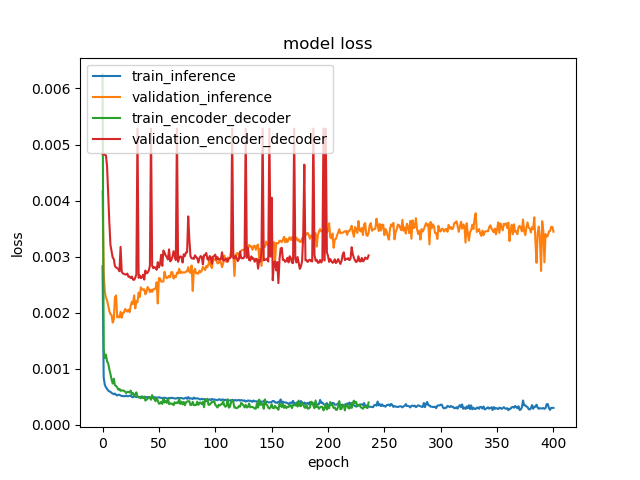 model loss
train_inference
validation_inference
train_encoder_decoder
validation_encoder_decoder
loss
0.006
0.005
0.004
0.003
0.002
0.001
0.000
0 50 100 150 200 250 300 350 400
epoch